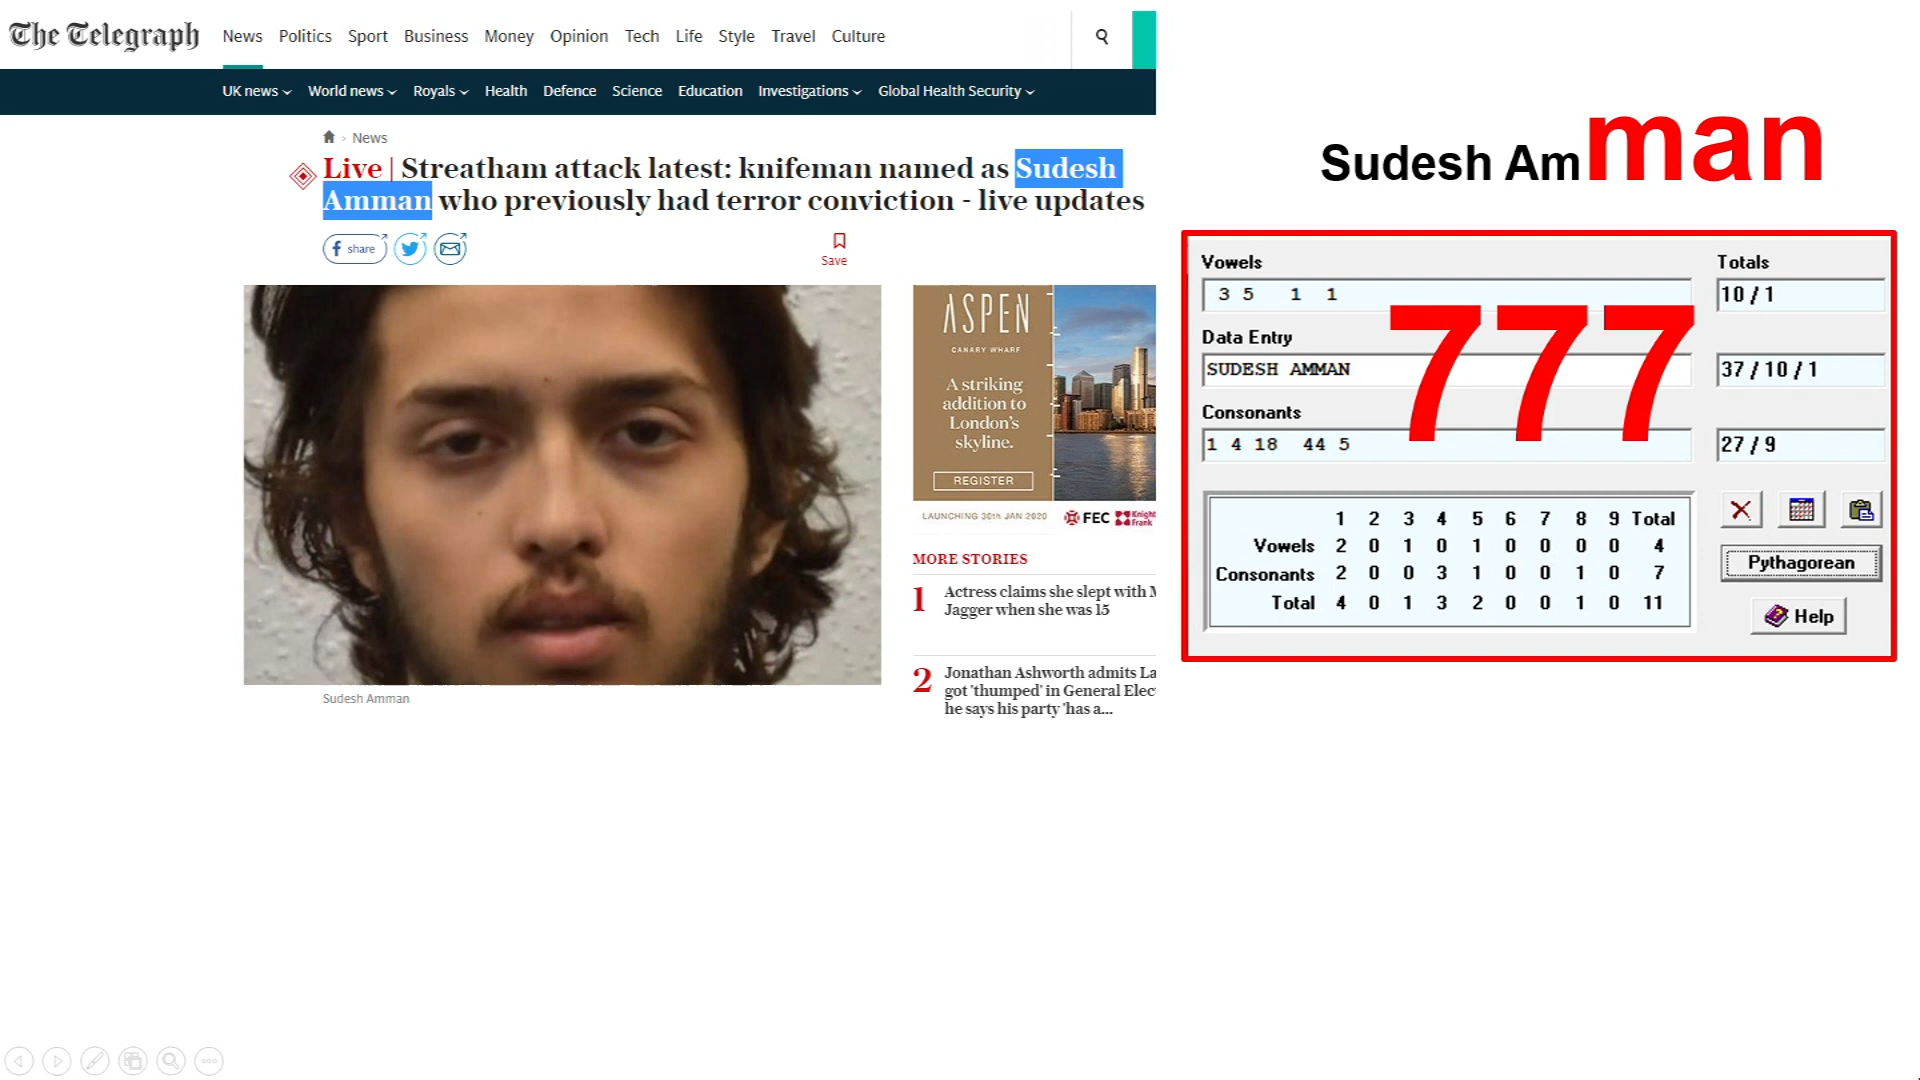 The Telegraph
News Politics Sport Business Money Opinion Tech Life Style Travel Culture
UK news World news Royals Health Defence Science Education Investigations Global Health Security
News
Live | Streatham attack latest: knifeman named as Sudesh
Amman who previously had terror conviction - live updates
share
Save
ASPEN
CANARY WHARF
A striking
addition to
London's
skyline.
REGISTER
LAUNCHING 30th JAN 2020 FEC Knight Frank
MORE STORIES
1 Actress claims she slept with M
Jagger when she was 15
2 Jonathan Ashworth admits La
got 'thumped' in General Elec
he says his party 'has a...
Sudesh Amman
Sudesh Amman
Vowels Totals
3 5 1 1 10 / 1
777
Data Entry
SUDESH AMMAN 37 / 10 / 1
Consonants
1 4 18 44 5 27 / 9
1 2 3 4 5 6 7 8 9 Total
Vowels 2 0 1 0 1 0 0 0 0 4
Consonants 2 0 0 3 1 0 0 1 0 7
Total 4 0 1 3 2 0 0 1 0 11
Pythagorean
Help